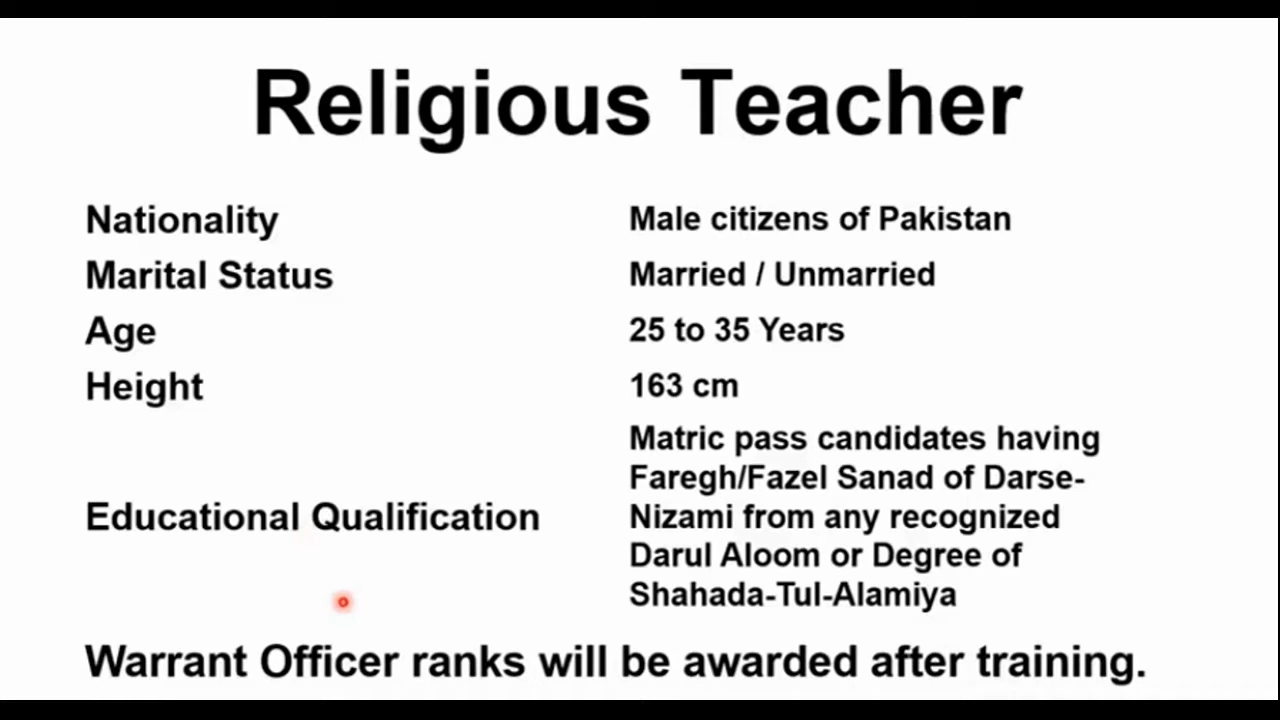 Religious Teacher
Nationality Male citizens of Pakistan
Marital Status Married / Unmarried
Age 25 to 35 Years
Height 163 cm
Educational Qualification Matric pass candidates having
Faregh/Fazel Sanad of Darse-
Nizami from any recognized
Darul Aloom or Degree of
Shahada-Tul-Alamiya
Warrant Officer ranks will be awarded after training.